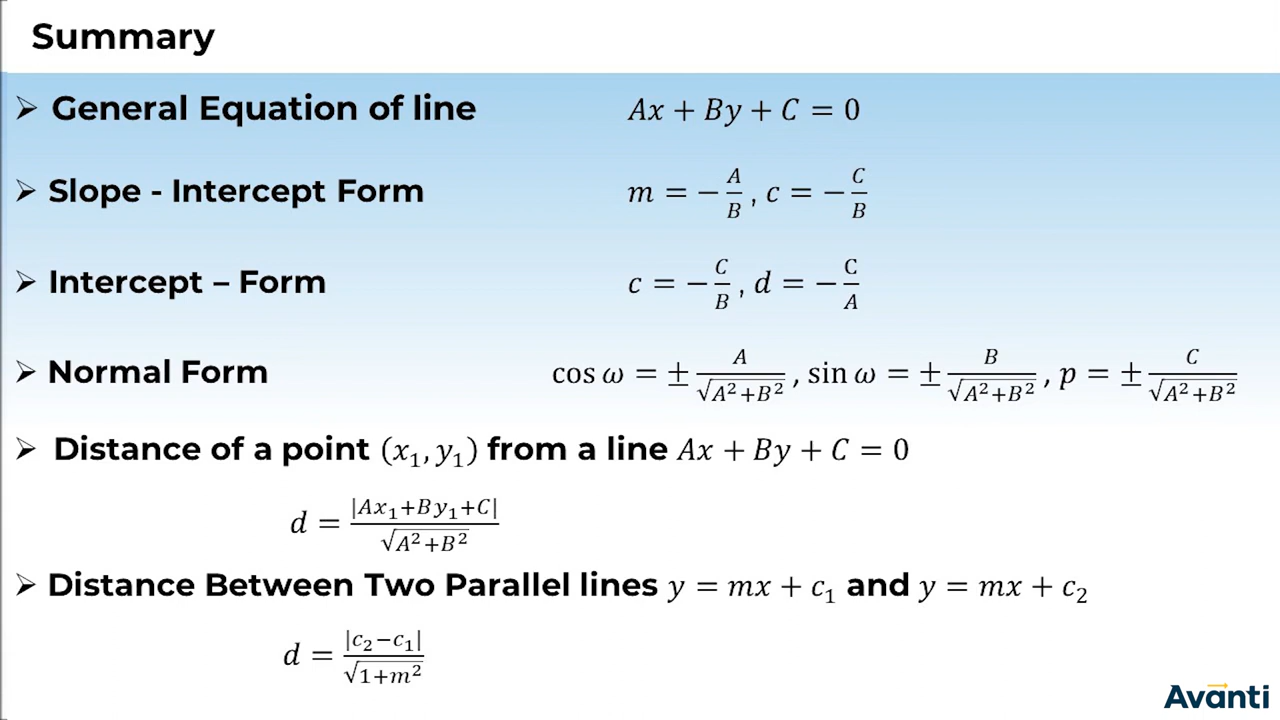 Summary
➢ General Equation of line Ax + By + C = 0
➢ Slope - Intercept Form m = −A/B , c = −C/B
➢ Intercept – Form c = −C/B , d = −C/A
➢ Normal Form cos ω = ± A/√(A²+B²) , sin ω = ± B/√(A²+B²) , p = ± C/√(A²+B²)
➢ Distance of a point (x₁, y₁) from a line Ax + By + C = 0
d = |Ax₁+By₁+C|/√(A²+B²)
➢ Distance Between Two Parallel lines y = mx + c₁ and y = mx + c₂
d = |c₂−c₁|/√(1+m²)
Avanti